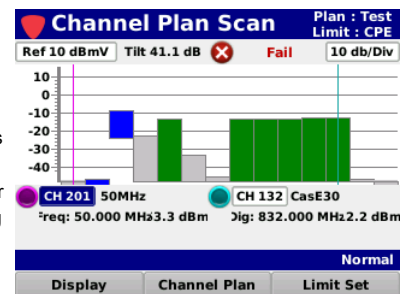 Channel Plan Scan
Plan : Test
Limit : CPE
Ref 10 dBmV Tilt 41.1 dB Fail 10 db/Div
10
0
-10
-20
-30
-40
s
r
CH 201 50MHz CH 132 CasE30
Freq: 50.000 MHz 3.3 dBm Dig: 832.000 MHz 2.2 dBm
Normal
Display Channel Plan Limit Set